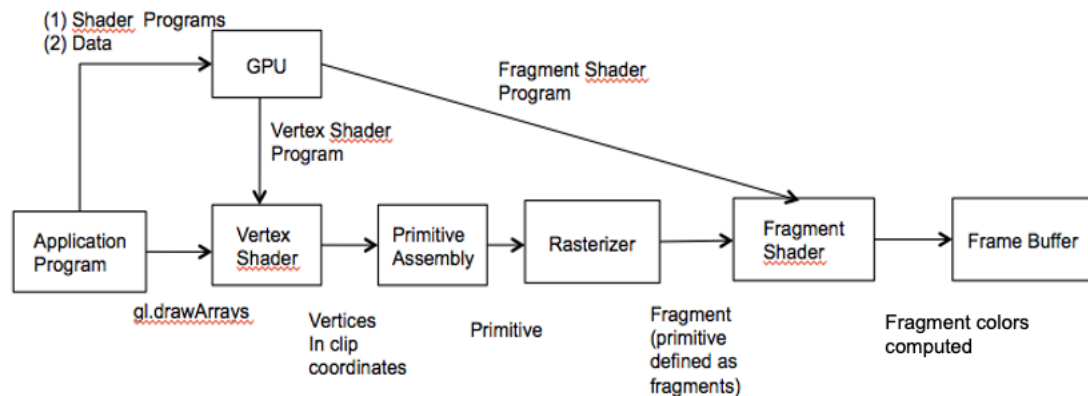 (1) Shader Programs
(2) Data
GPU
Fragment Shader
Program
Vertex Shader
Program
Application
Program
Vertex
Shader
Primitive
Assembly
Rasterizer
Fragment
Shader
Frame Buffer
gl.drawArrays
Vertices
In clip
coordinates
Primitive
Fragment
(primitive
defined as
fragments)
Fragment colors
computed